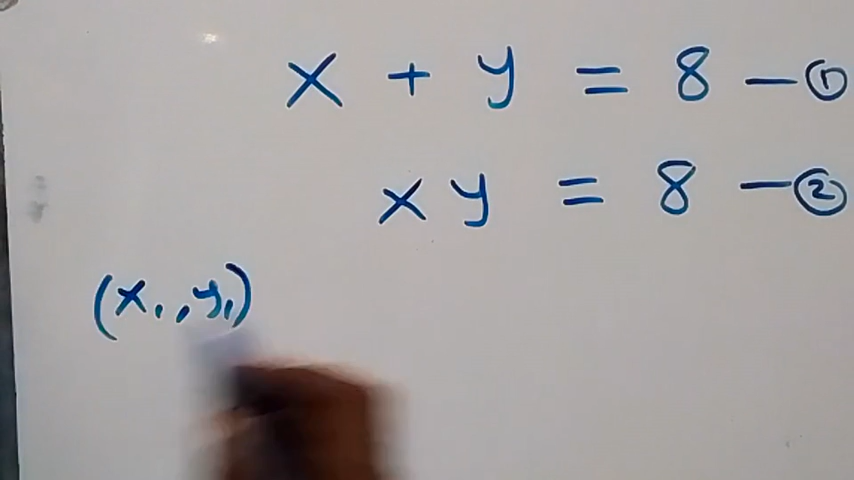 x + y = 8 — ①
xy = 8 — ②
(x₁, y₁)